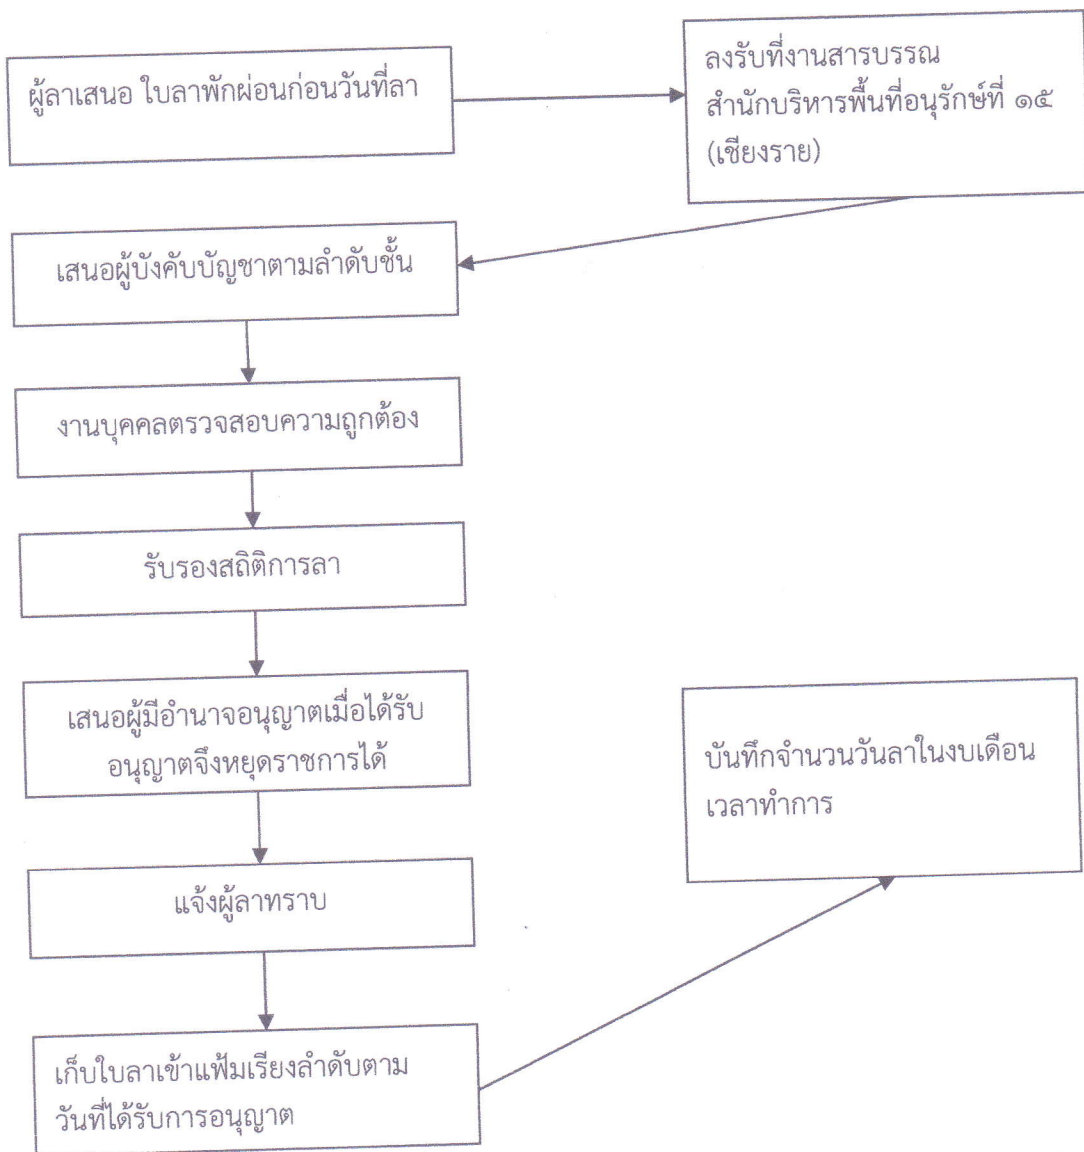 ผู้ลาเสนอ ใบลาพักผ่อนก่อนวันที่ลา
ลงรับที่งานสารบรรณ
สำนักบริหารพื้นที่อนุรักษ์ที่ ๑๕
(เชียงราย)
เสนอผู้บังคับบัญชาตามลำดับชั้น
งานบุคคลตรวจสอบความถูกต้อง
รับรองสถิติการลา
เสนอผู้มีอำนาจอนุญาตเมื่อได้รับ
อนุญาตจึงหยุดราชการได้
แจ้งผู้ลาทราบ
เก็บใบลาเข้าแฟ้มเรียงลำดับตาม
วันที่ได้รับการอนุญาต
บันทึกจำนวนวันลาในงบเดือน
เวลาทำการ